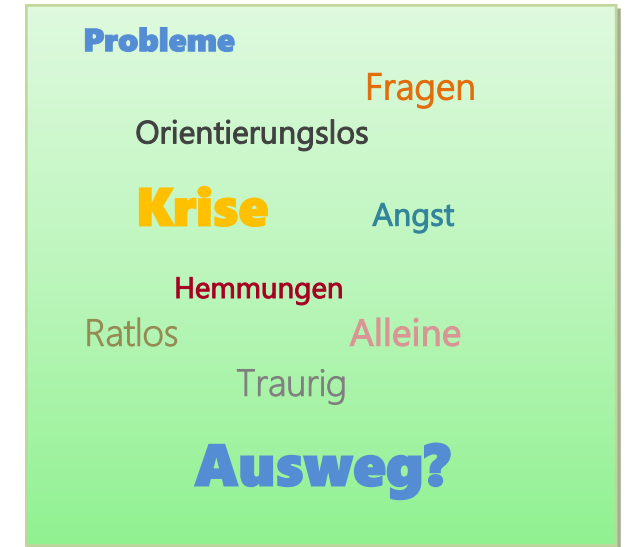 Probleme
Fragen
Orientierungslos
Krise Angst
Hemmungen
Ratlos Alleine
Traurig
Ausweg?